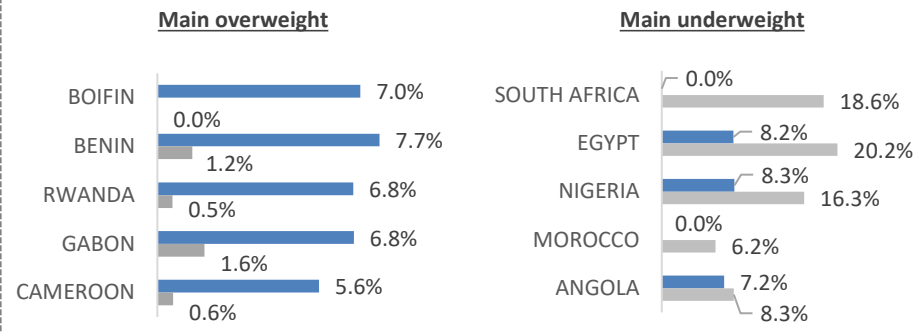 Main overweight
BOIFIN
7.0%
0.0%
BENIN
7.7%
1.2%
RWANDA
6.8%
0.5%
GABON
6.8%
1.6%
CAMEROON
5.6%
0.6%
Main underweight
SOUTH AFRICA
0.0%
18.6%
EGYPT
8.2%
20.2%
NIGERIA
8.3%
16.3%
MOROCCO
0.0%
6.2%
ANGOLA
7.2%
8.3%